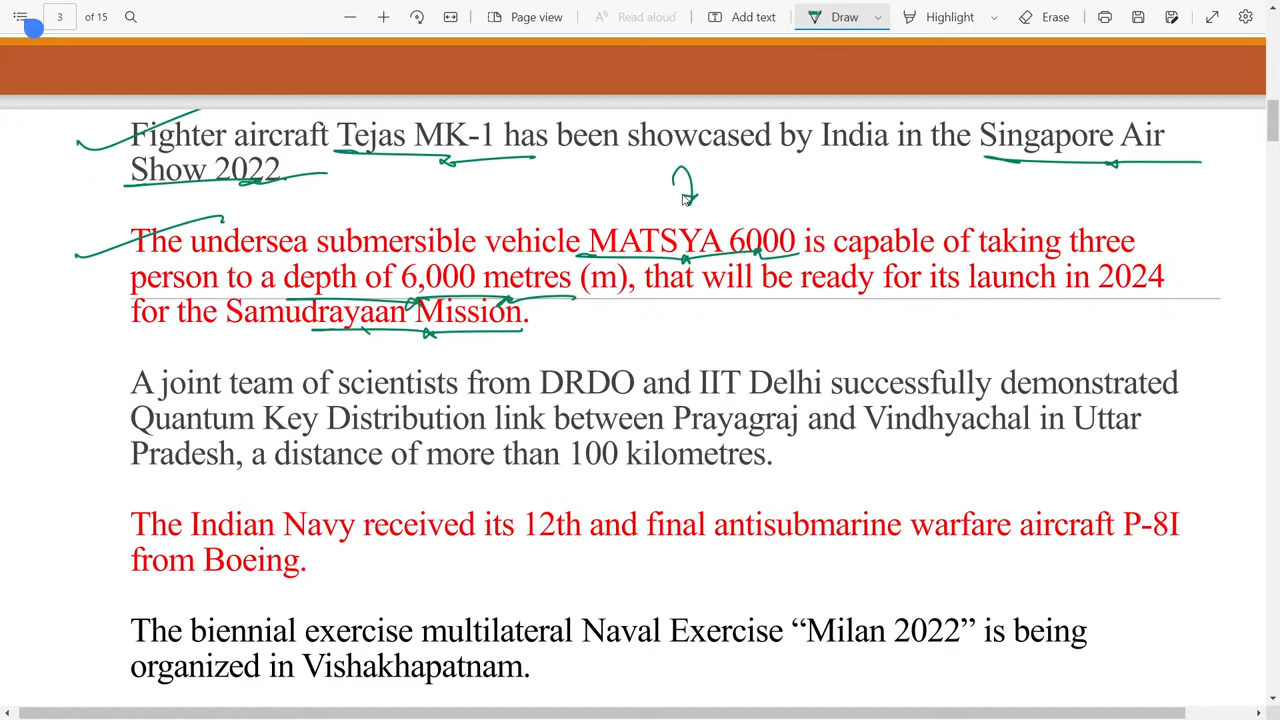 3 of 15 Page view Read aloud Add text Draw Highlight Erase
Fighter aircraft Tejas MK-1 has been showcased by India in the Singapore Air
Show 2022.
The undersea submersible vehicle MATSYA 6000 is capable of taking three
person to a depth of 6,000 metres (m), that will be ready for its launch in 2024
for the Samudrayaan Mission.
A joint team of scientists from DRDO and IIT Delhi successfully demonstrated
Quantum Key Distribution link between Prayagraj and Vindhyachal in Uttar
Pradesh, a distance of more than 100 kilometres.
The Indian Navy received its 12th and final antisubmarine warfare aircraft P-8I
from Boeing.
The biennial exercise multilateral Naval Exercise “Milan 2022” is being
organized in Vishakhapatnam.